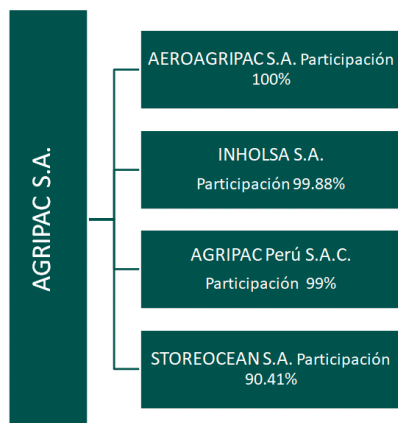 AGRIPAC S.A.
AEROAGRIPAC S.A. Participación
100%
INHOLSA S.A.
Participación 99.88%
AGRIPAC Perú S.A.C.
Participación 99%
STOREOCEAN S.A. Participación
90.41%